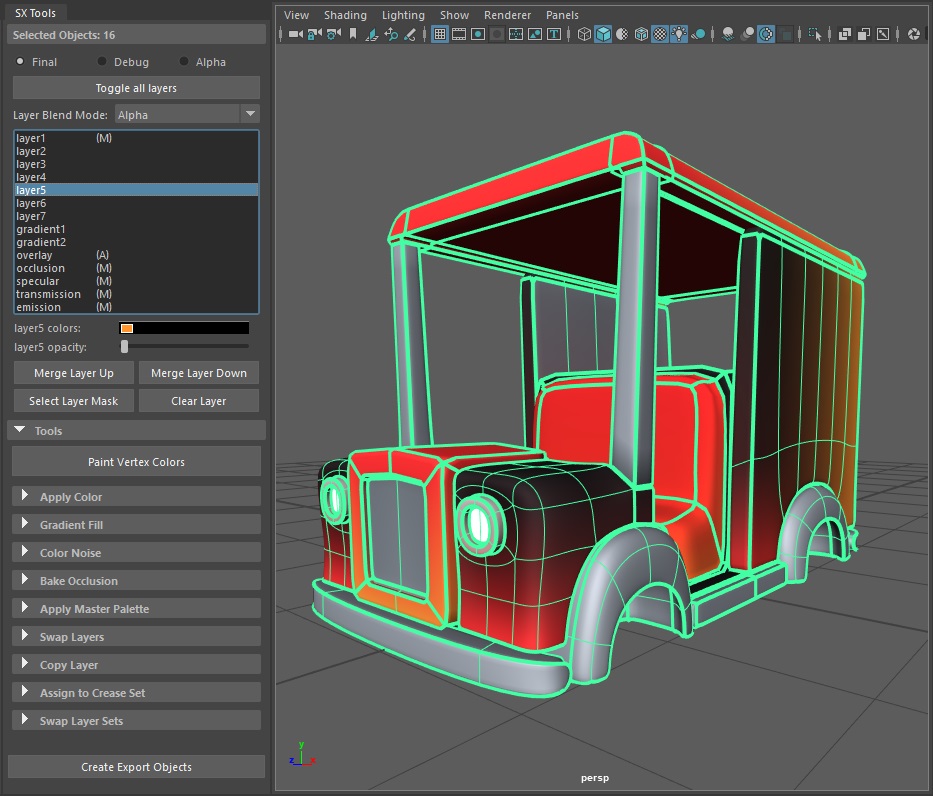 SX Tools
Selected Objects: 16
Final Debug Alpha
Toggle all layers
Layer Blend Mode: Alpha
layer1 (M)
layer2
layer3
layer4
layer5
layer6
layer7
gradient1
gradient2
overlay (A)
occlusion (M)
specular (M)
transmission (M)
emission (M)
layer5 colors:
layer5 opacity:
Merge Layer Up Merge Layer Down
Select Layer Mask Clear Layer
Tools
Paint Vertex Colors
Apply Color
Gradient Fill
Color Noise
Bake Occlusion
Apply Master Palette
Swap Layers
Copy Layer
Assign to Crease Set
Swap Layer Sets
Create Export Objects
View Shading Lighting Show Renderer Panels
y
z x
persp